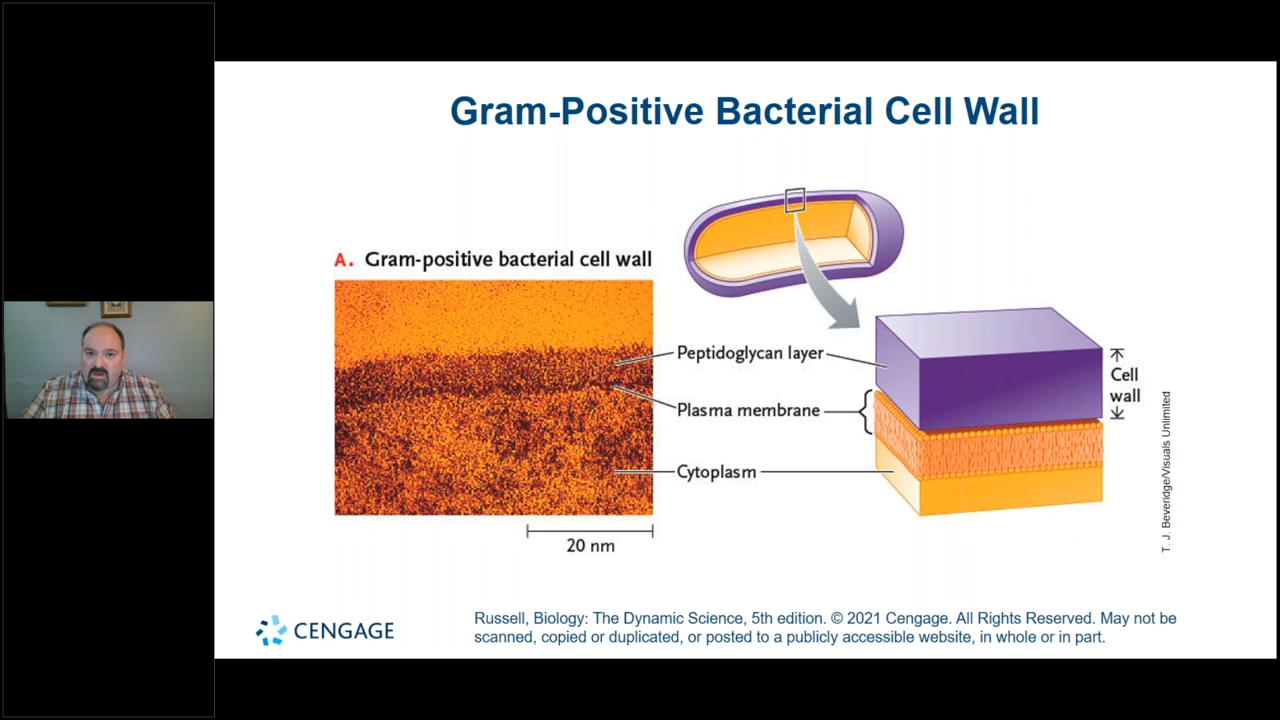 Gram-Positive Bacterial Cell Wall
A. Gram-positive bacterial cell wall
Peptidoglycan layer
Plasma membrane
Cytoplasm
Cell
wall
20 nm
T. J. Beveridge/Visuals Unlimited
CENGAGE
Russell, Biology: The Dynamic Science, 5th edition. © 2021 Cengage. All Rights Reserved. May not be
scanned, copied or duplicated, or posted to a publicly accessible website, in whole or in part.